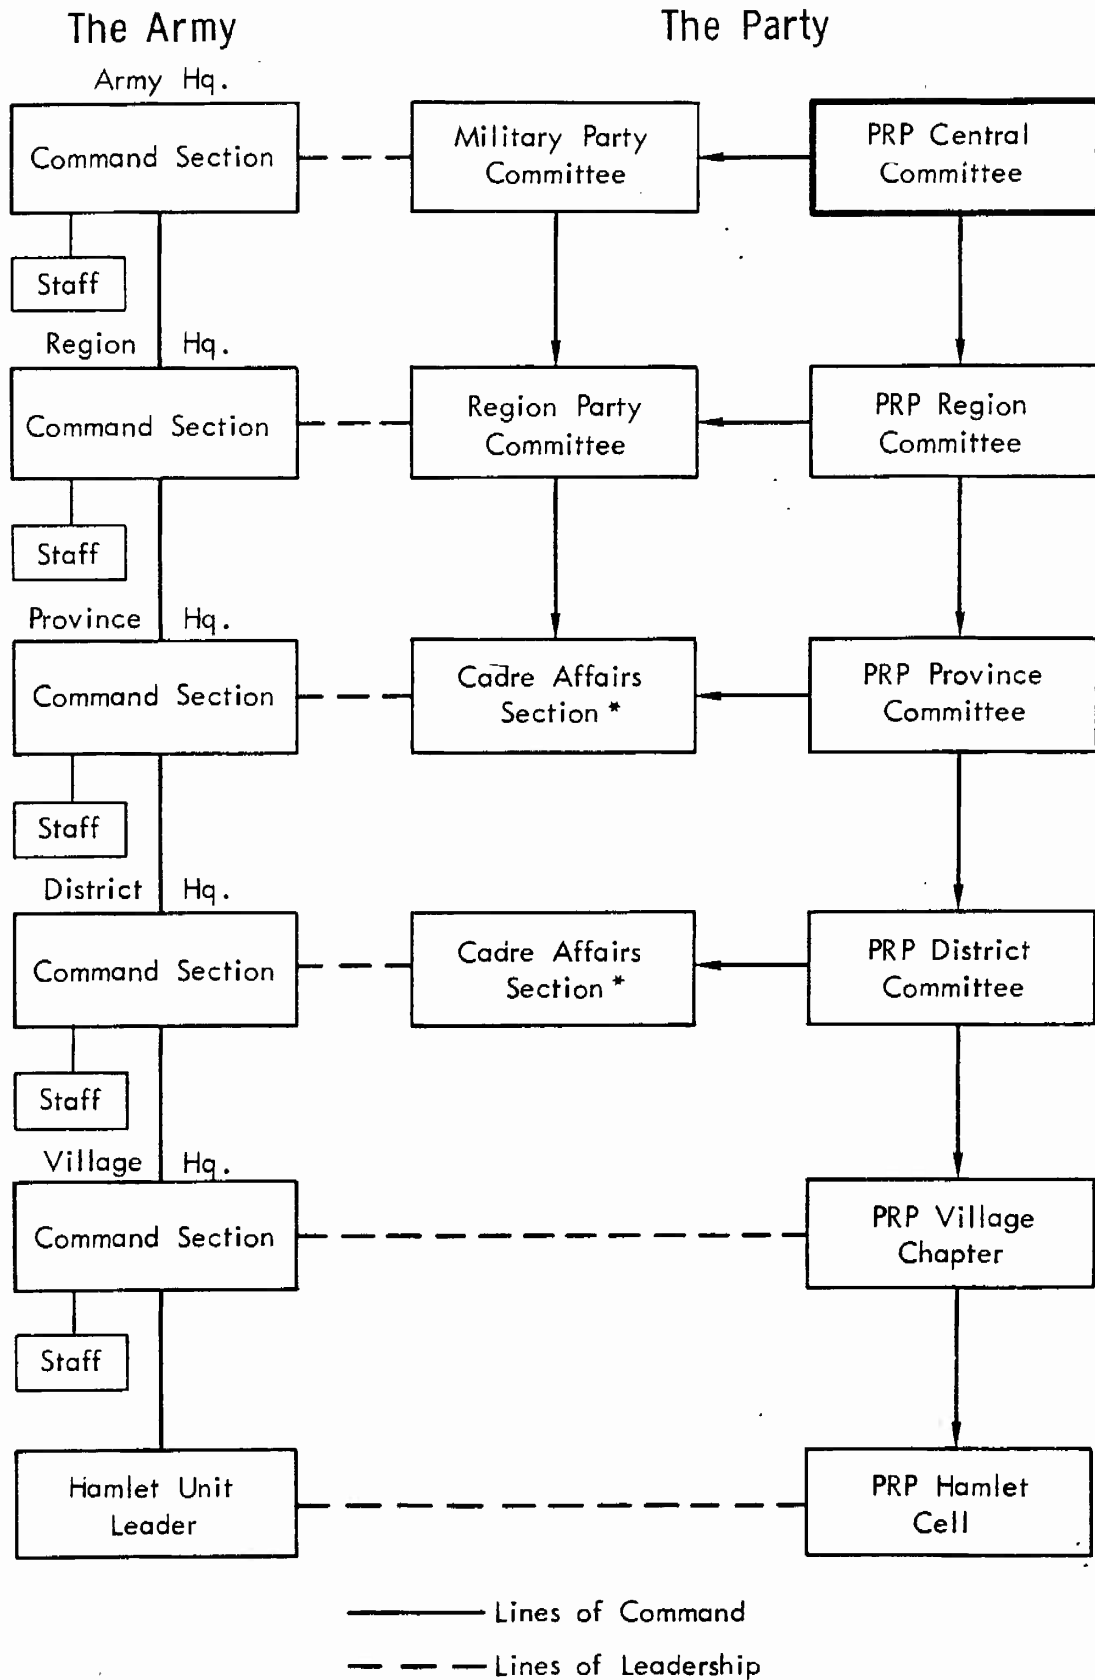 The Army
The Party
Army Hq.
Command Section
Military Party
Committee
PRP Central
Committee
Staff
Region Hq.
Command Section
Region Party
Committee
PRP Region
Committee
Staff
Province Hq.
Command Section
Cadre Affairs
Section *
PRP Province
Committee
Staff
District Hq.
Command Section
Cadre Affairs
Section *
PRP District
Committee
Staff
Village Hq.
Command Section
PRP Village
Chapter
Staff
Hamlet Unit
Leader
PRP Hamlet
Cell
Lines of Command
Lines of Leadership